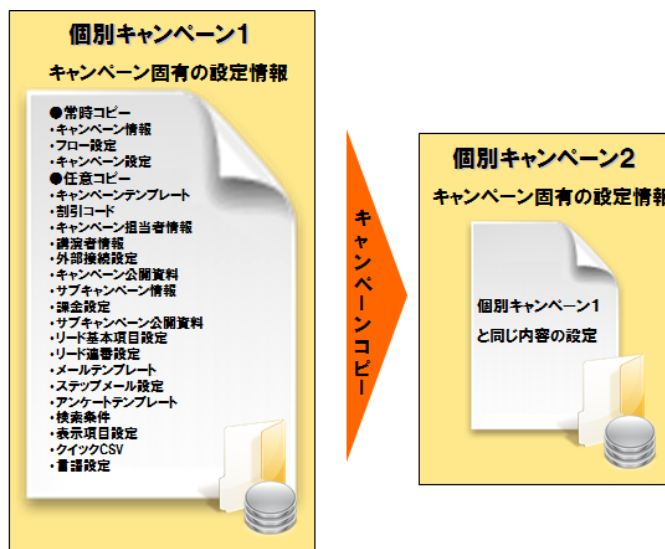 個別キャンペーン1
キャンペーン固有の設定情報
●常時コピー
・キャンペーン情報
・フロー設定
・キャンペーン設定
●任意コピー
・キャンペーンテンプレート
・割引コード
・キャンペーン担当者情報
・講演者情報
・外部接続設定
・キャンペーン公開資料
・サブキャンペーン情報
・課金設定
・サブキャンペーン公開資料
・リード基本項目設定
・リード連番設定
・メールテンプレート
・ステップメール設定
・アンケートテンプレート
・検索条件
・表示項目設定
・クイックCSV
・言語設定
キャンペーンコピー
個別キャンペーン2
キャンペーン固有の設定情報
個別キャンペーン1
と同じ内容の設定